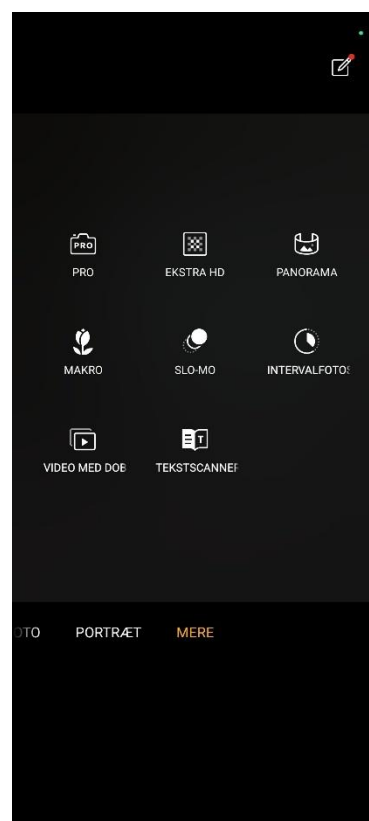 PRO
PRO
EKSTRA HD
PANORAMA
MAKRO
SLO-MO
INTERVALFOTOS
VIDEO MED DOB
T
TEKSTSCANNER
OTO
PORTRÆT
MERE